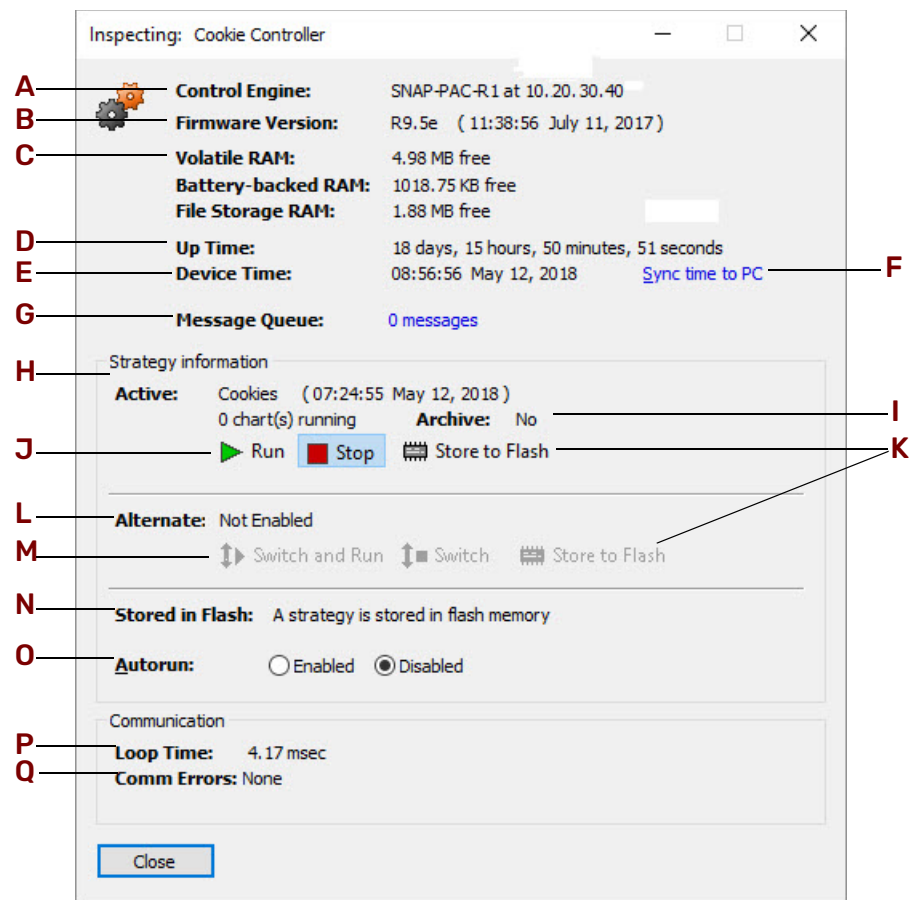 Inspecting: Cookie Controller
A Control Engine: SNAP-PAC-R1 at 10.20.30.40
B Firmware Version: R9.5e (11:38:56 July 11, 2017)
C Volatile RAM: 4.98 MB free
Battery-backed RAM: 1018.75 KB free
File Storage RAM: 1.88 MB free
D Up Time: 18 days, 15 hours, 50 minutes, 51 seconds
E Device Time: 08:56:56 May 12, 2018 Sync time to PC F
G Message Queue: 0 messages
Strategy information
H
Active: Cookies (07:24:55 May 12, 2018)
0 chart(s) running Archive: No I
J Run Stop Store to Flash K
L Alternate: Not Enabled
M Switch and Run Switch Store to Flash
N Stored in Flash: A strategy is stored in flash memory
O Autorun: Enabled Disabled
Communication
P Loop Time: 4.17 msec
Q Comm Errors: None
Close